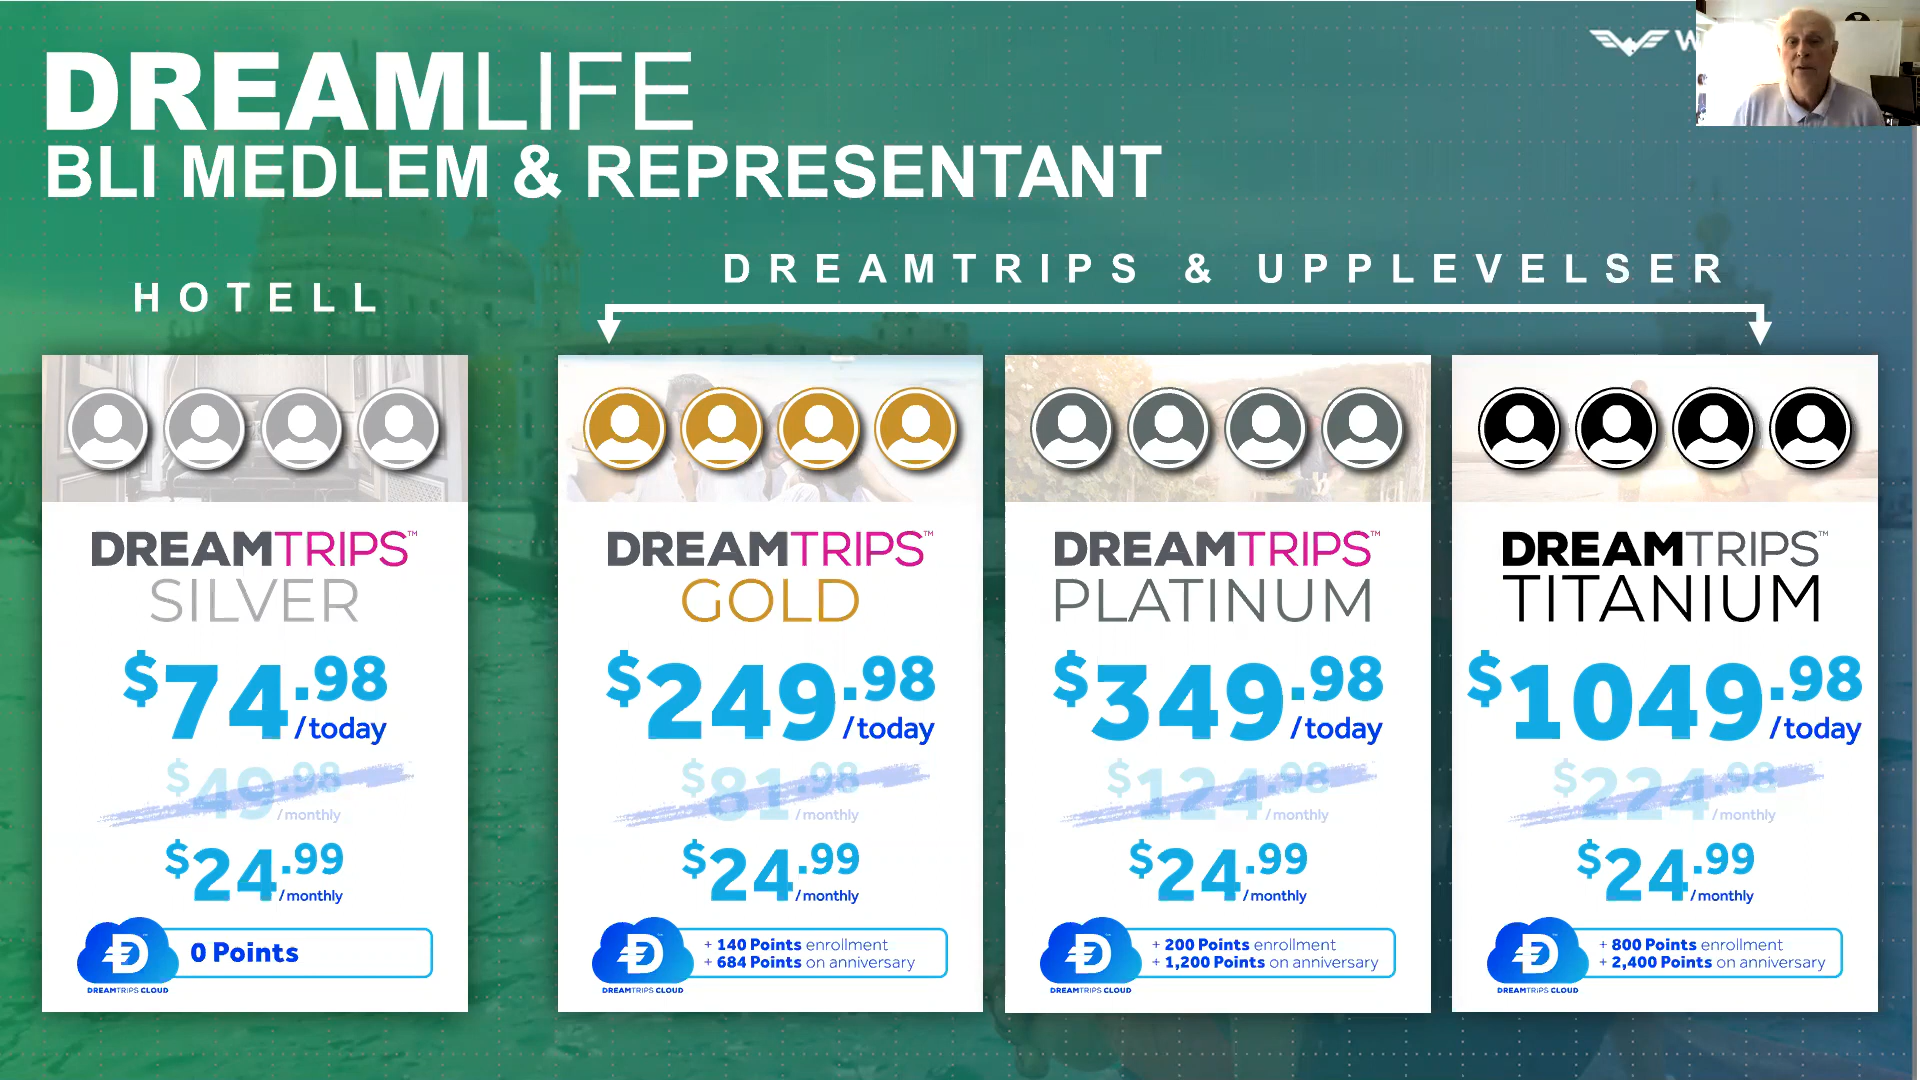 DREAMLIFE
BLI MEDLEM & REPRESENTANT
W
HOTELL
DREAMTRIPS & UPPLEVELSER
DREAMTRIPS™
SILVER
$74.98
/today
$49.98
/monthly
$24.99
/monthly
0 Points
DREAMTRIPS CLOUD
DREAMTRIPS™
GOLD
$249.98
/today
$81.98
/monthly
$24.99
/monthly
+ 140 Points enrollment
+ 684 Points on anniversary
DREAMTRIPS CLOUD
DREAMTRIPS™
PLATINUM
$349.98
/today
$124.98
/monthly
$24.99
/monthly
+ 200 Points enrollment
+ 1,200 Points on anniversary
DREAMTRIPS CLOUD
DREAMTRIPS™
TITANIUM
$1049.98
/today
$224.98
/monthly
$24.99
/monthly
+ 800 Points enrollment
+ 2,400 Points on anniversary
DREAMTRIPS CLOUD